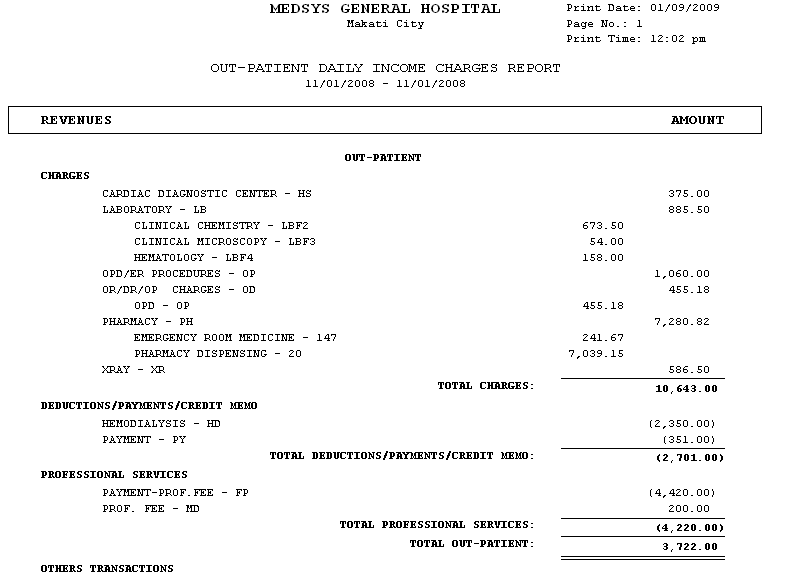 MEDSYS GENERAL HOSPITAL Print Date: 01/09/2009
Makati City Page No.: 1
Print Time: 12:02 pm
OUT-PATIENT DAILY INCOME CHARGES REPORT
11/01/2008 - 11/01/2008
REVENUES AMOUNT
OUT-PATIENT
CHARGES
CARDIAC DIAGNOSTIC CENTER - HS 375.00
LABORATORY - LB 885.50
CLINICAL CHEMISTRY - LBF2 673.50
CLINICAL MICROSCOPY - LBF3 54.00
HEMATOLOGY - LBF4 158.00
OPD/ER PROCEDURES - OP 1,060.00
OR/DR/OP CHARGES - OD 455.18
OPD - OP 455.18
PHARMACY - PH 7,280.82
EMERGENCY ROOM MEDICINE - 147 241.67
PHARMACY DISPENSING - 20 7,039.15
XRAY - XR 586.50
TOTAL CHARGES: 10,643.00
DEDUCTIONS/PAYMENTS/CREDIT MEMO
HEMODIALYSIS - HD (2,350.00)
PAYMENT - PY (351.00)
TOTAL DEDUCTIONS/PAYMENTS/CREDIT MEMO: (2,701.00)
PROFESSIONAL SERVICES
PAYMENT-PROF.FEE - FP (4,420.00)
PROF. FEE - MD 200.00
TOTAL PROFESSIONAL SERVICES: (4,220.00)
TOTAL OUT-PATIENT: 3,722.00
OTHERS TRANSACTIONS